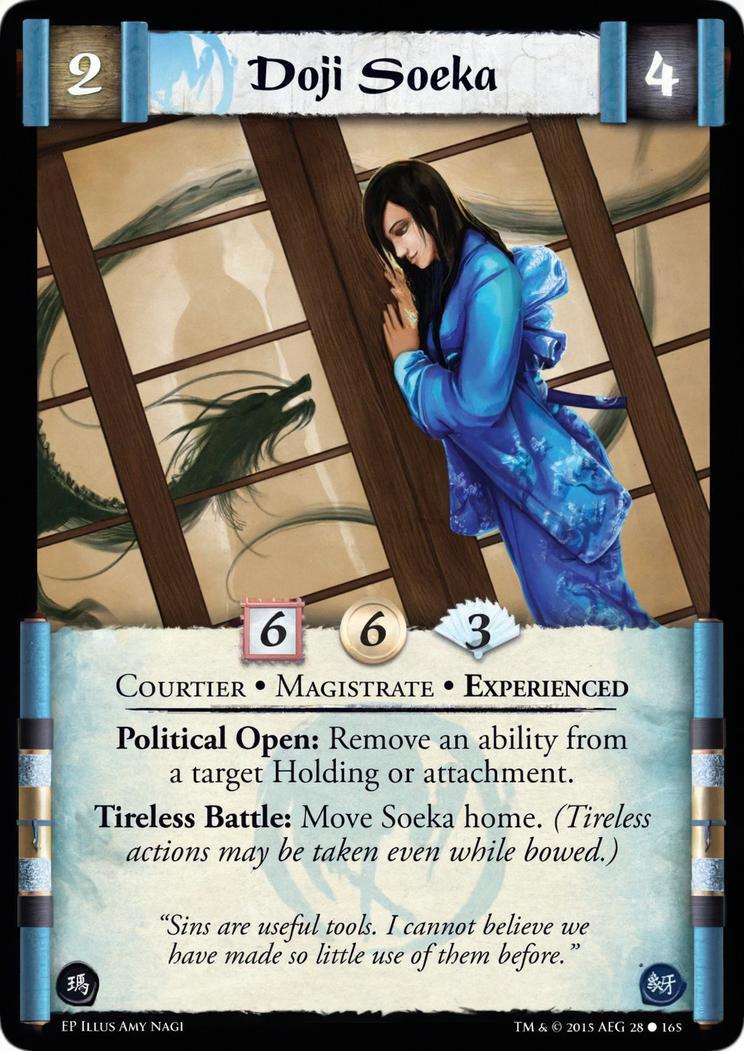 2
Doji Soeka
4
6
6
3
Courtier • Magistrate • Experienced
Political Open: Remove an ability from
a target Holding or attachment.
Tireless Battle: Move Soeka home. (Tireless
actions may be taken even while bowed.)
“Sins are useful tools. I cannot believe we
have made so little use of them before.”
EP Illus Amy Nagi
TM & © 2015 AEG 28 ● 165